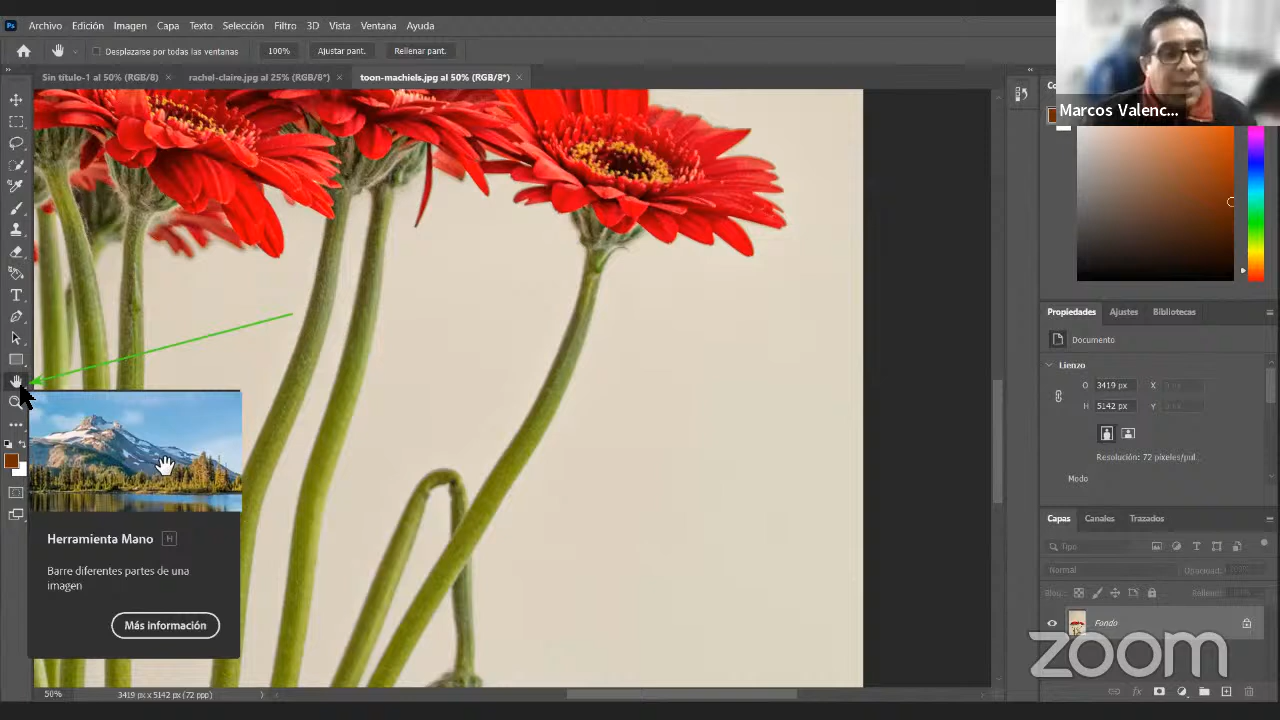 Ps Archivo Edición Imagen Capa Texto Selección Filtro 3D Vista Ventana Ayuda
Desplazarse por todas las ventanas 100% Ajustar pant. Rellenar pant.
Sin título-1 al 50% (RGB/8) × rachel-claire.jpg al 25% (RGB/8*) × toon-machiels.jpg al 50% (RGB/8*) ×
Marcos Valenc...
Propiedades Ajustes Bibliotecas
Documento
Lienzo
O 3419 px X
H 5142 px Y
Resolución: 72 píxeles/pul...
Modo
Herramienta Mano H
Barre diferentes partes de una
imagen
Más información
Capas Canales Trazados
Tipo
Normal Opacidad:
Bloq.: Relleno:
Fondo
zoom
50% 3419 px x 5142 px (72 ppp)